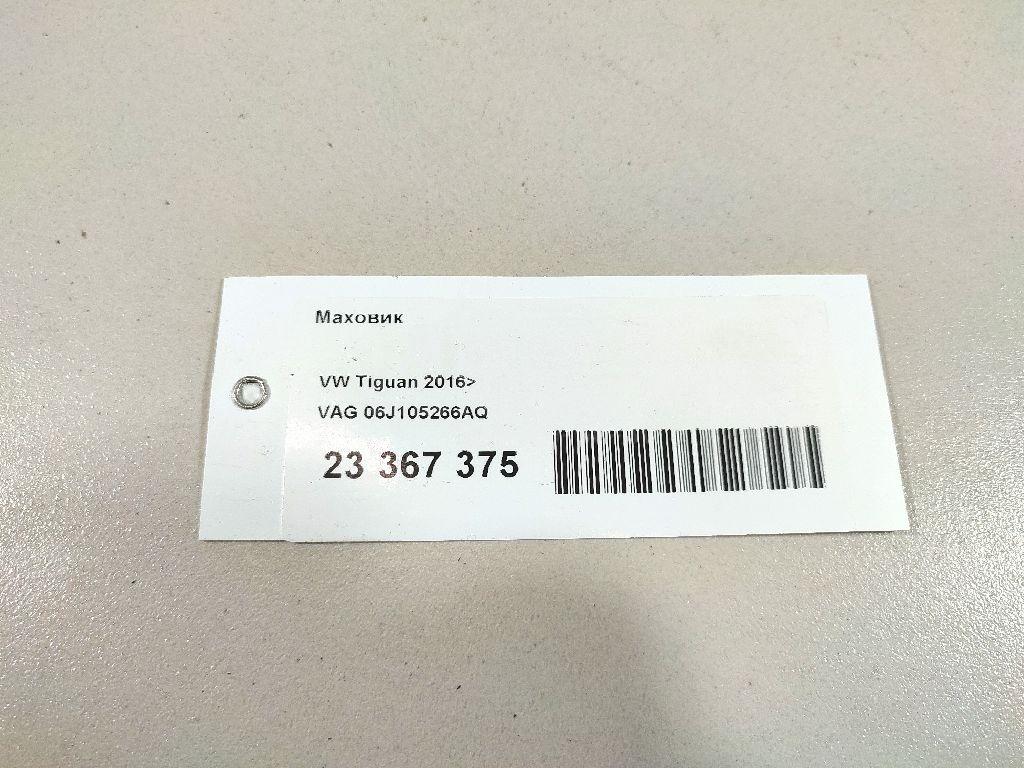 Маховик
VW Tiguan 2016>
VAG 06J105266AQ
23 367 375